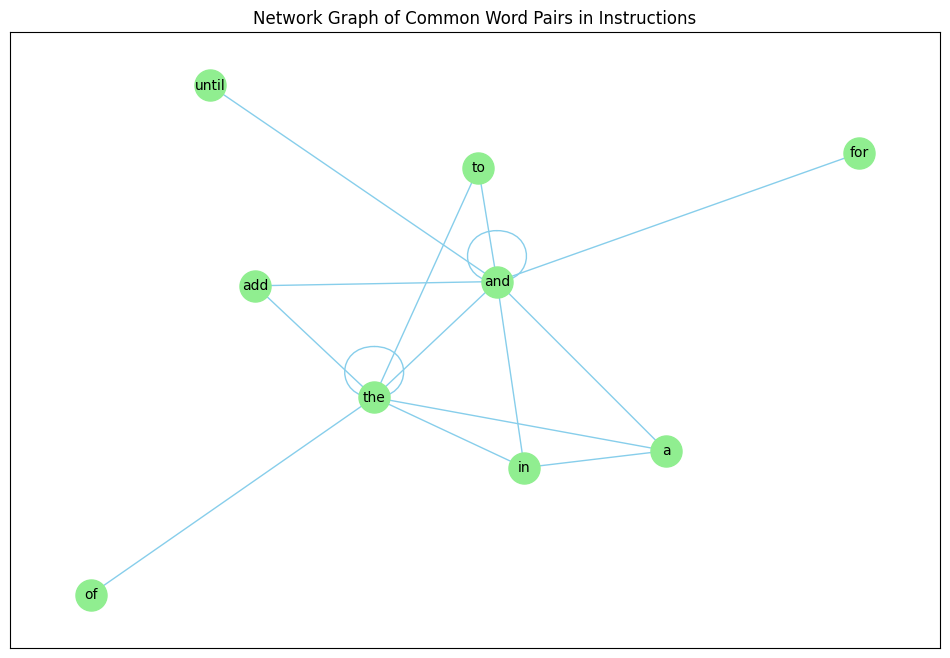 Network Graph of Common Word Pairs in Instructions
until
for
to
and
add
the
a
in
of